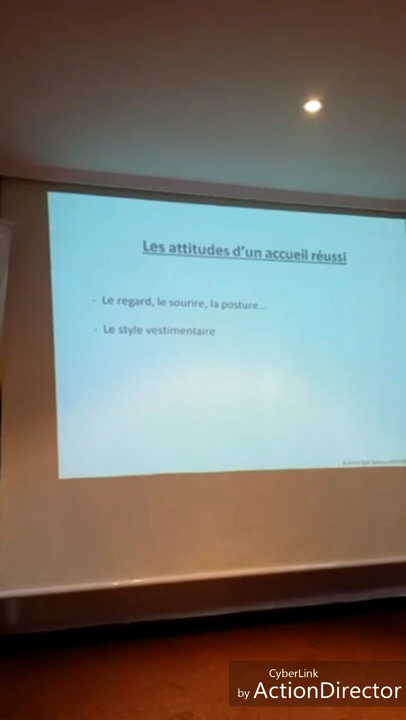 Les attitudes d'un accueil réussi
- Le regard, le sourire, la posture...
- Le style vestimentaire
CyberLink
by ActionDirector